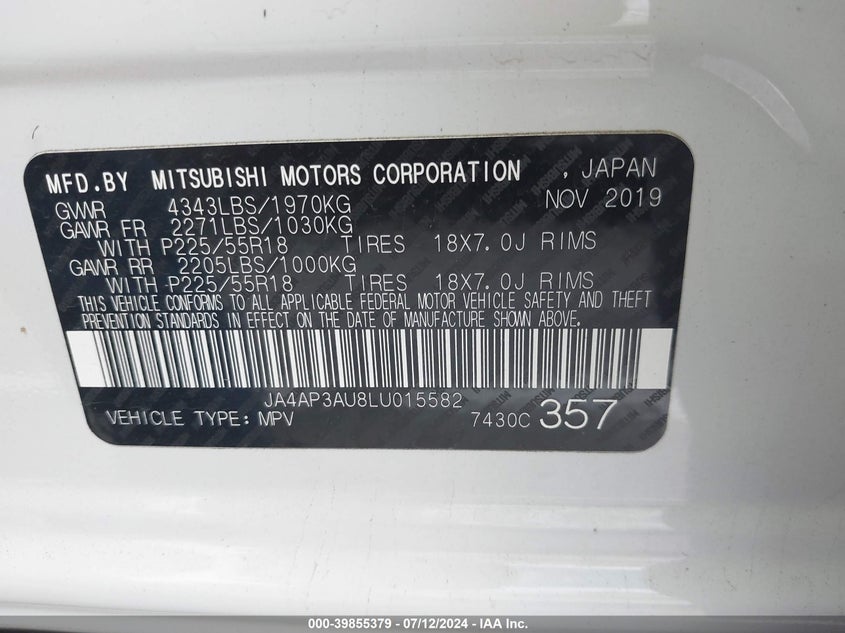 MFD.BY MITSUBISHI MOTORS CORPORATION , JAPAN
GVWR 4343LBS/1970KG NOV 2019
GAWR FR 2271LBS/1030KG
WITH P225/55R18 TIRES 18X7.0J RIMS
GAWR RR 2205LBS/1000KG
WITH P225/55R18 TIRES 18X7.0J RIMS
THIS VEHICLE CONFORMS TO ALL APPLICABLE FEDERAL MOTOR VEHICLE SAFETY AND THEFT
PREVENTION STANDARDS IN EFFECT ON THE DATE OF MANUFACTURE SHOWN ABOVE.
JA4AP3AU8LU015582
VEHICLE TYPE: MPV 7430C 357
000-39855379 - 07/12/2024 - IAAI.COM